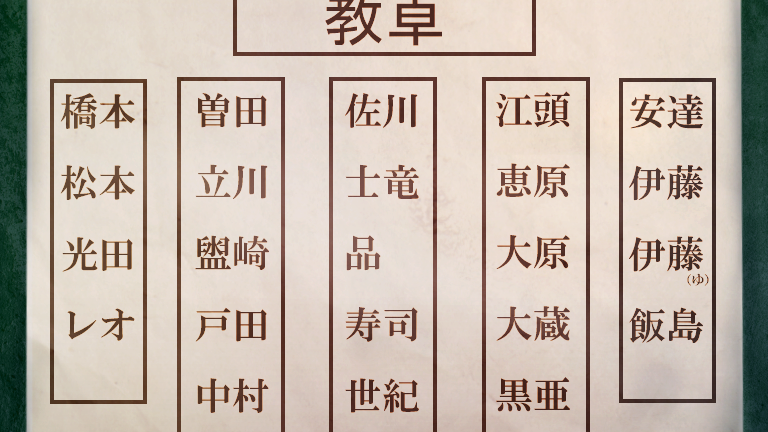 教卓
橋本
松本
光田
レオ
曽田
立川
盥崎
戸田
中村
佐川
士竜
品
寿司
世紀
江頭
恵原
大原
大蔵
黒亜
安達
伊藤
伊藤
(ゆ)
飯島